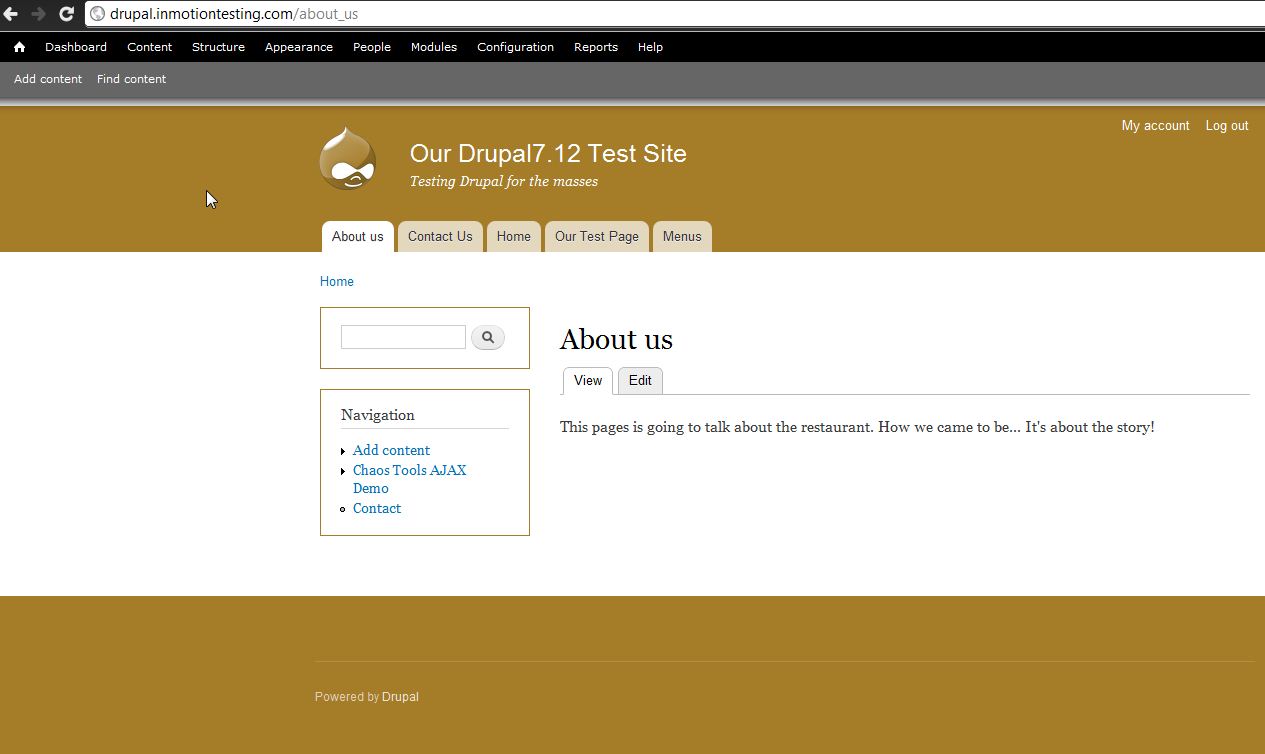 drupal.inmotiontesting.com/about_us
Dashboard Content Structure Appearance People Modules Configuration Reports Help
Add content Find content
My account Log out
Our Drupal7.12 Test Site
Testing Drupal for the masses
About us Contact Us Home Our Test Page Menus
Home
About us
View Edit
This pages is going to talk about the restaurant. How we came to be... It's about the story!
Navigation
Add content
Chaos Tools AJAX
Demo
Contact
Powered by Drupal